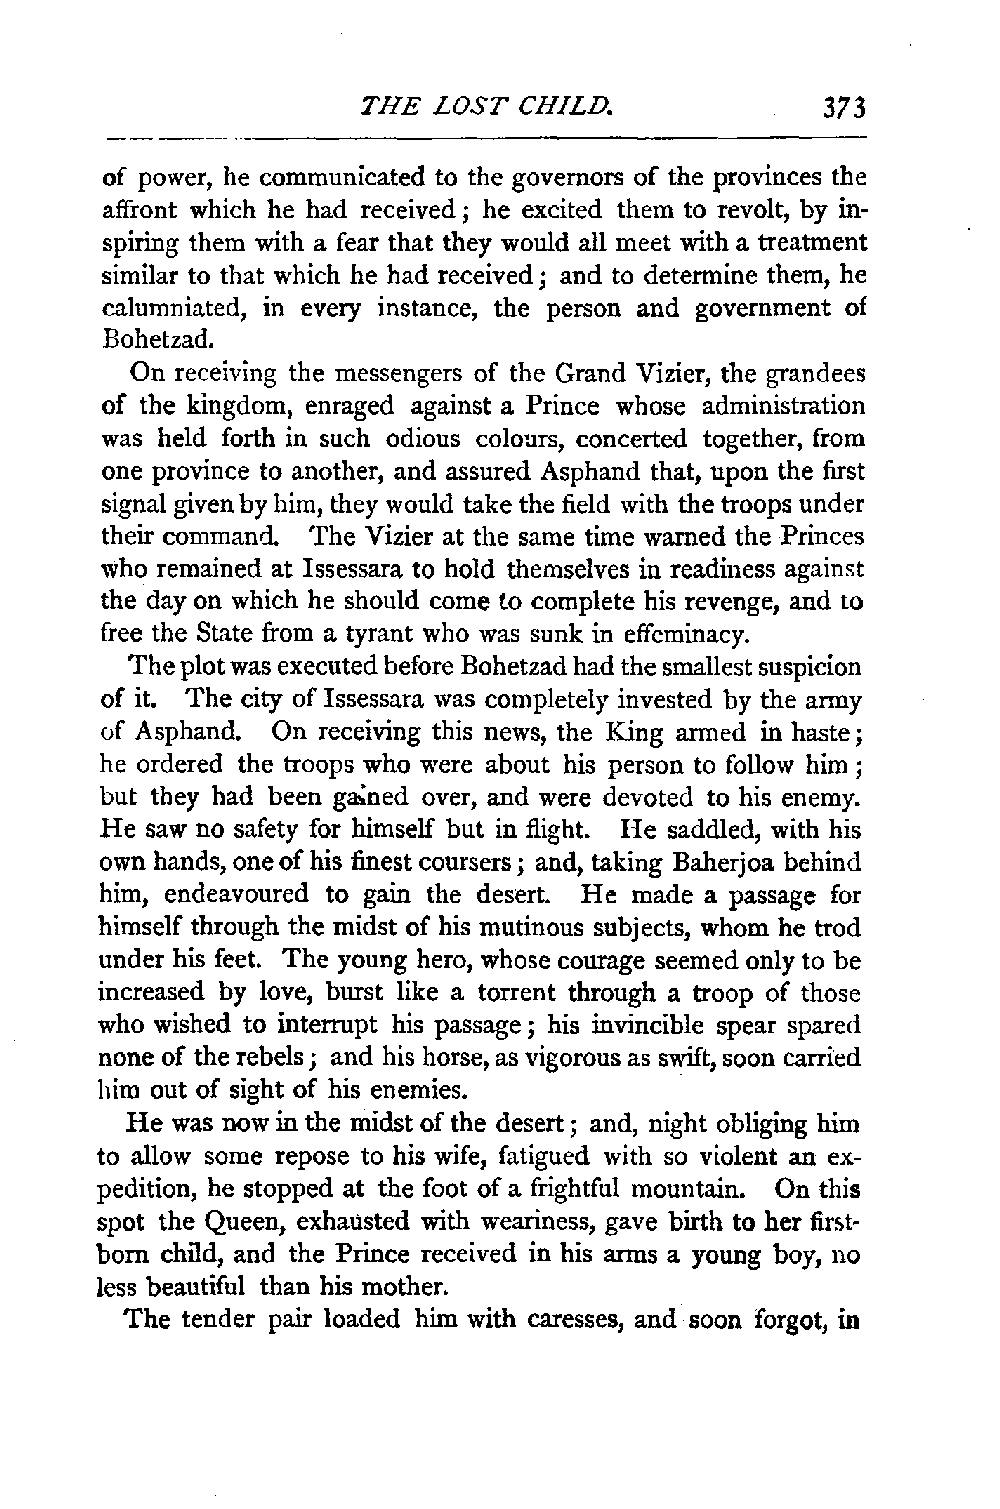 THE LOST CHILD. 373
of power, he communicated to the governors of the provinces the
affront which he had received; he excited them to revolt, by in-
spiring them with a fear that they would all meet with a treatment
similar to that which he had received; and to determine them, he
calumniated, in every instance, the person and government of
Bohetzad.
On receiving the messengers of the Grand Vizier, the grandees
of the kingdom, enraged against a Prince whose administration
was held forth in such odious colours, concerted together, from
one province to another, and assured Asphand that, upon the first
signal given by him, they would take the field with the troops under
their command. The Vizier at the same time warned the Princes
who remained at Issessara to hold themselves in readiness against
the day on which he should come to complete his revenge, and to
free the State from a tyrant who was sunk in effeminacy.
The plot was executed before Bohetzad had the smallest suspicion
of it. The city of Issessara was completely invested by the army
of Asphand. On receiving this news, the King armed in haste;
he ordered the troops who were about his person to follow him;
but they had been gained over, and were devoted to his enemy.
He saw no safety for himself but in flight. He saddled, with his
own hands, one of his finest coursers; and, taking Baherjoa behind
him, endeavoured to gain the desert. He made a passage for
himself through the midst of his mutinous subjects, whom he trod
under his feet. The young hero, whose courage seemed only to be
increased by love, burst like a torrent through a troop of those
who wished to interrupt his passage; his invincible spear spared
none of the rebels; and his horse, as vigorous as swift, soon carried
him out of sight of his enemies.
He was now in the midst of the desert; and, night obliging him
to allow some repose to his wife, fatigued with so violent an ex-
pedition, he stopped at the foot of a frightful mountain. On this
spot the Queen, exhausted with weariness, gave birth to her first-
born child, and the Prince received in his arms a young boy, no
less beautiful than his mother.
The tender pair loaded him with caresses, and soon forgot, in